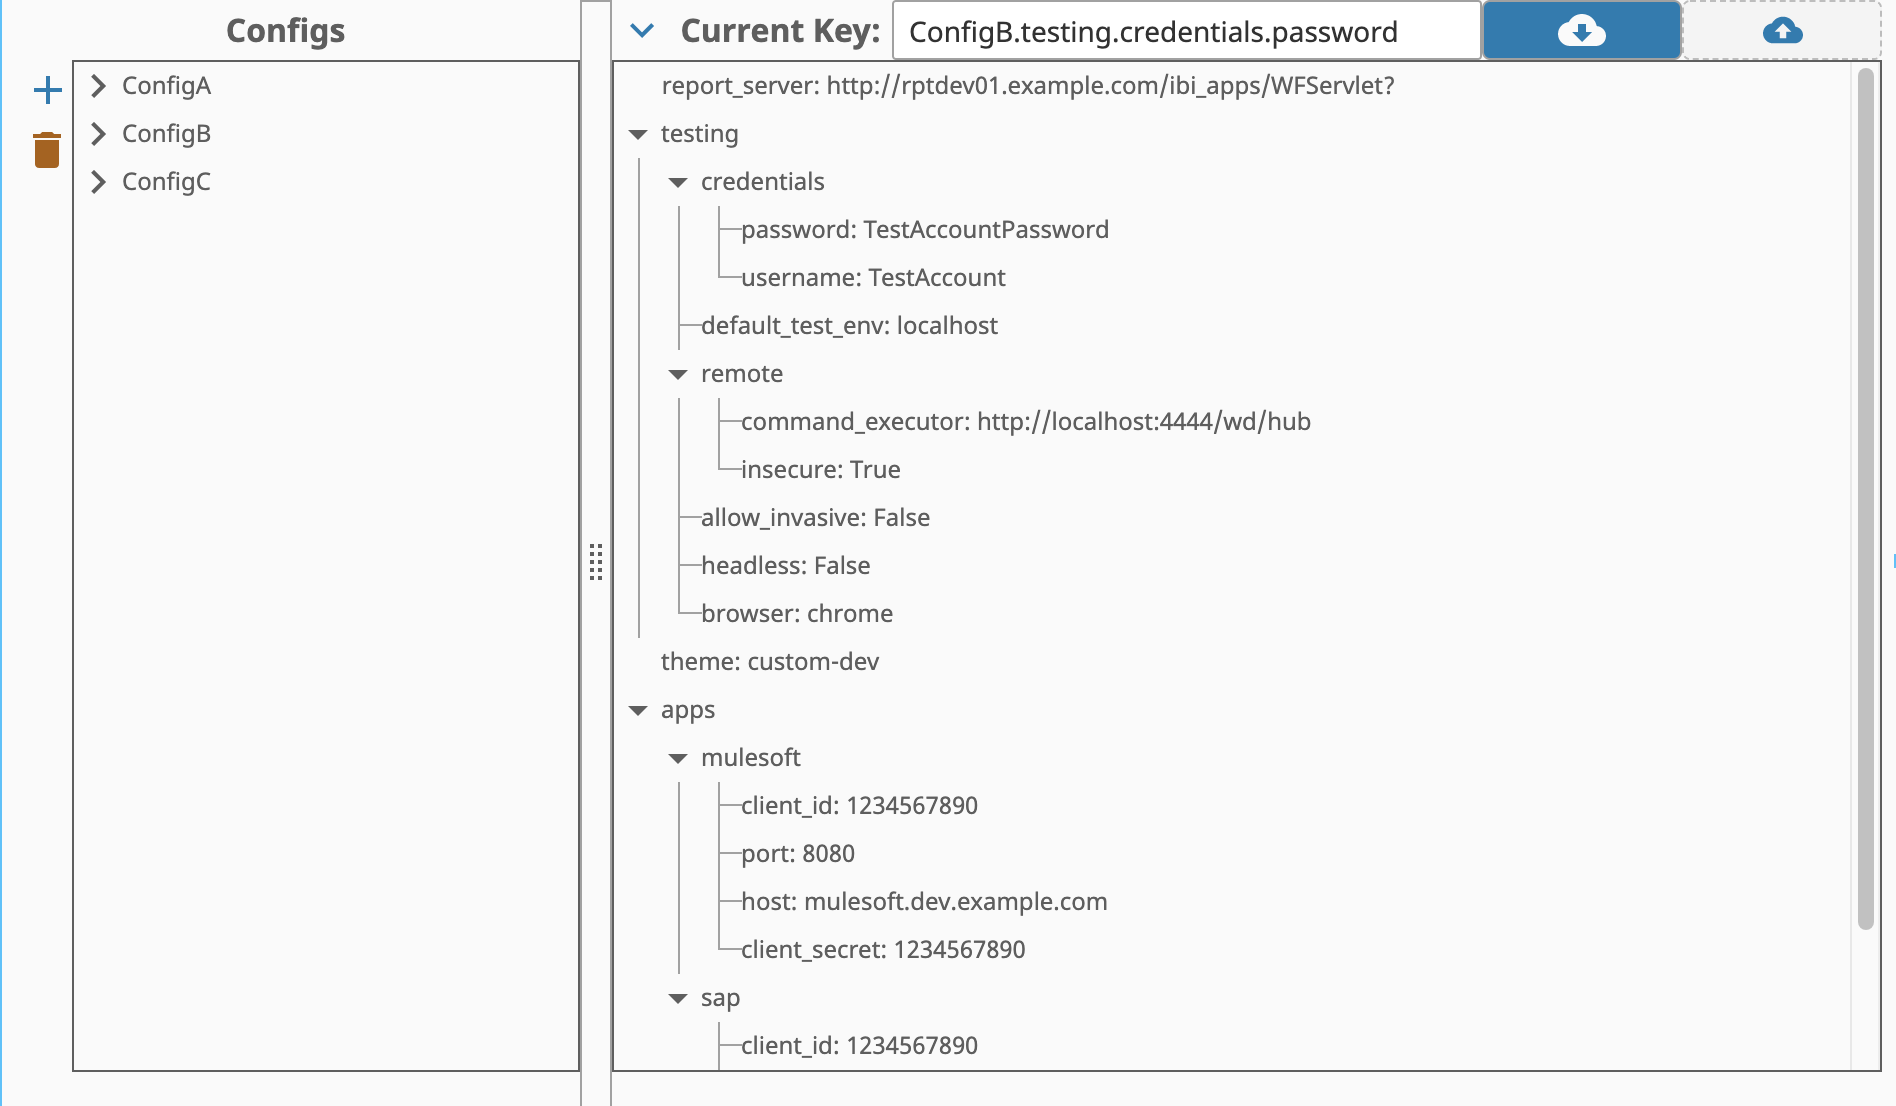 Configs
ConfigA
ConfigB
ConfigC
Current Key: ConfigB.testing.credentials.password
report_server: http://rptdev01.example.com/ibi_apps/WFServlet?
testing
credentials
password: TestAccountPassword
username: TestAccount
default_test_env: localhost
remote
command_executor: http://localhost:4444/wd/hub
insecure: True
allow_invasive: False
headless: False
browser: chrome
theme: custom-dev
apps
mulesoft
client_id: 1234567890
port: 8080
host: mulesoft.dev.example.com
client_secret: 1234567890
sap
client_id: 1234567890